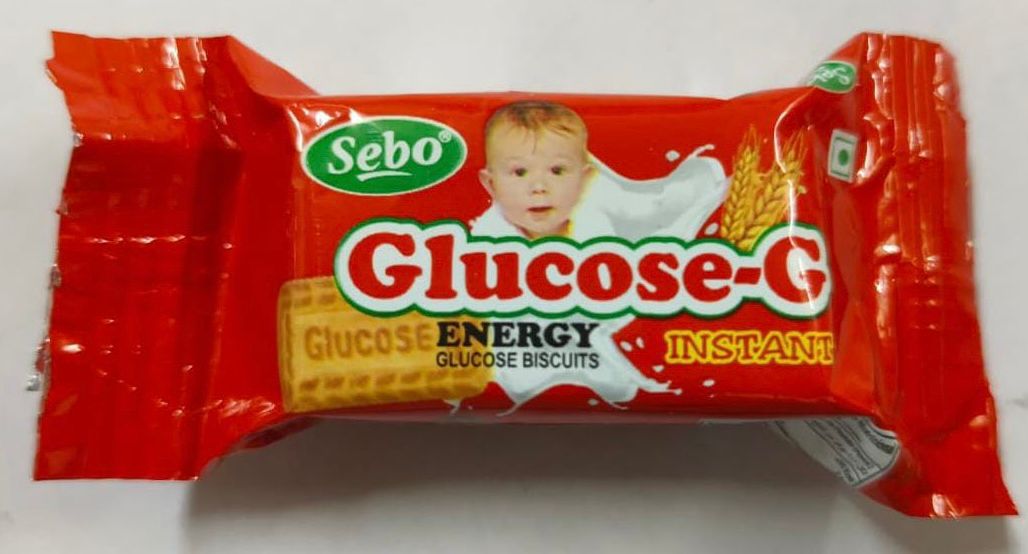 Sebo®
Glucose-G
GLUCOSE
ENERGY
GLUCOSE BISCUITS
INSTANT